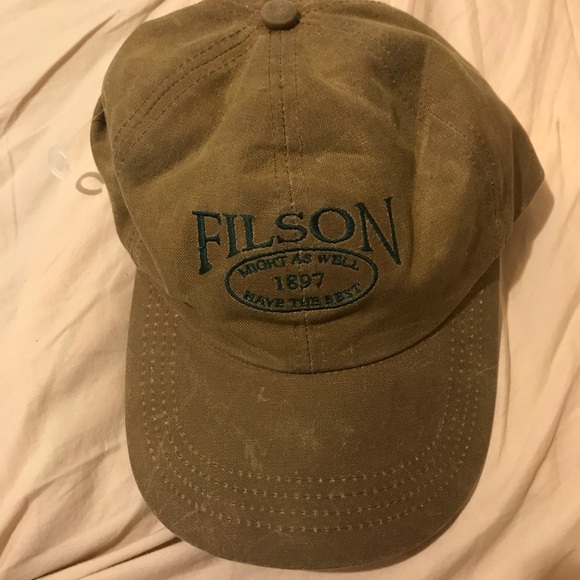 FILSON
MIGHT AS WELL
1897
HAVE THE BEST